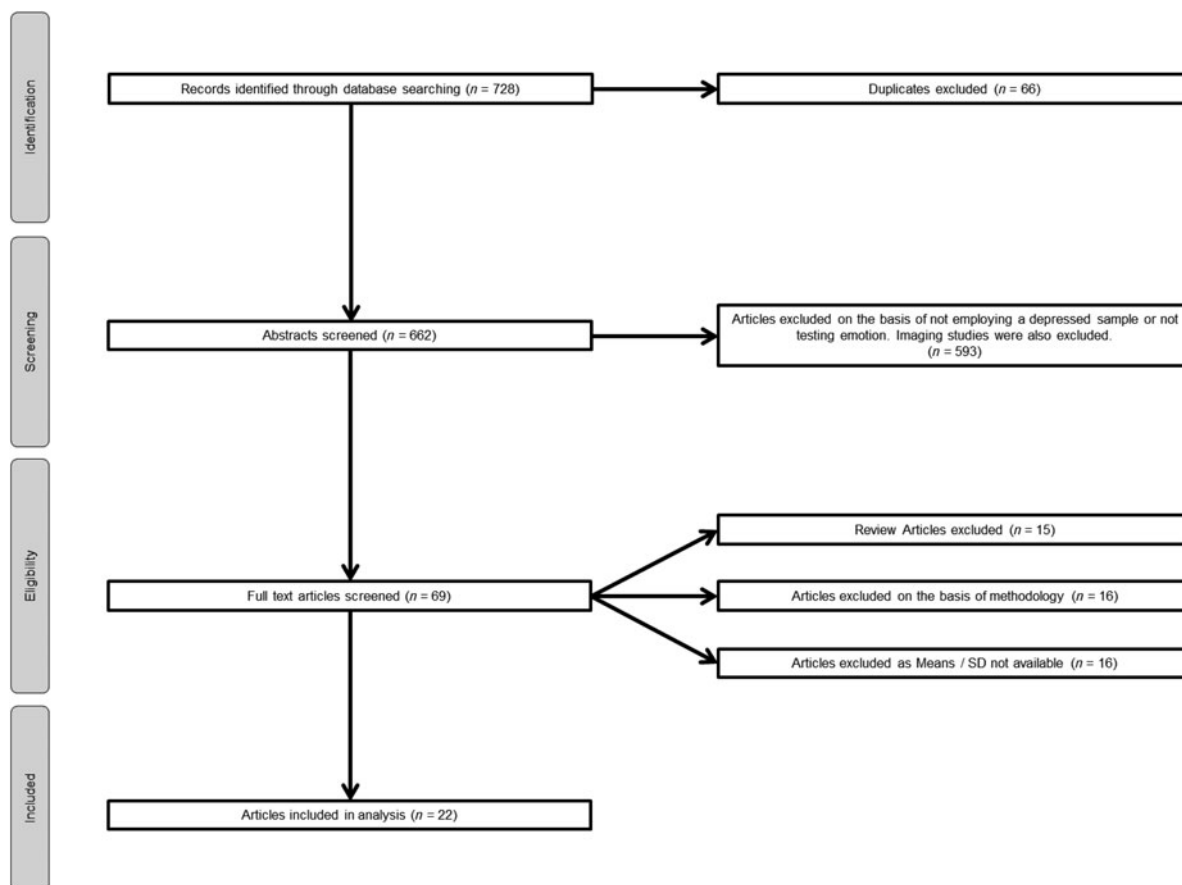 Identification
Records identified through database searching (n = 728)
Duplicates excluded (n = 66)
Screening
Abstracts screened (n = 662)
Articles excluded on the basis of not employing a depressed sample or not
testing emotion. Imaging studies were also excluded.
(n = 593)
Eligibility
Full text articles screened (n = 69)
Review Articles excluded (n = 15)
Articles excluded on the basis of methodology (n = 16)
Articles excluded as Means / SD not available (n = 16)
Included
Articles included in analysis (n = 22)